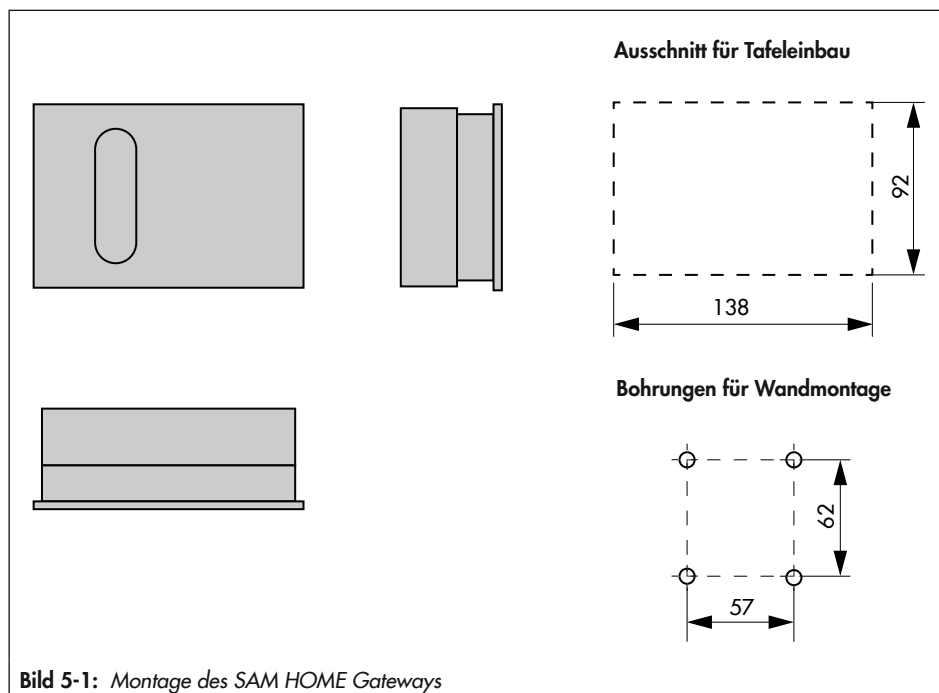 Ausschnitt für Tafeleinbau
92
138
Bohrungen für Wandmontage
62
57
Bild 5-1: Montage des SAM HOME Gateways